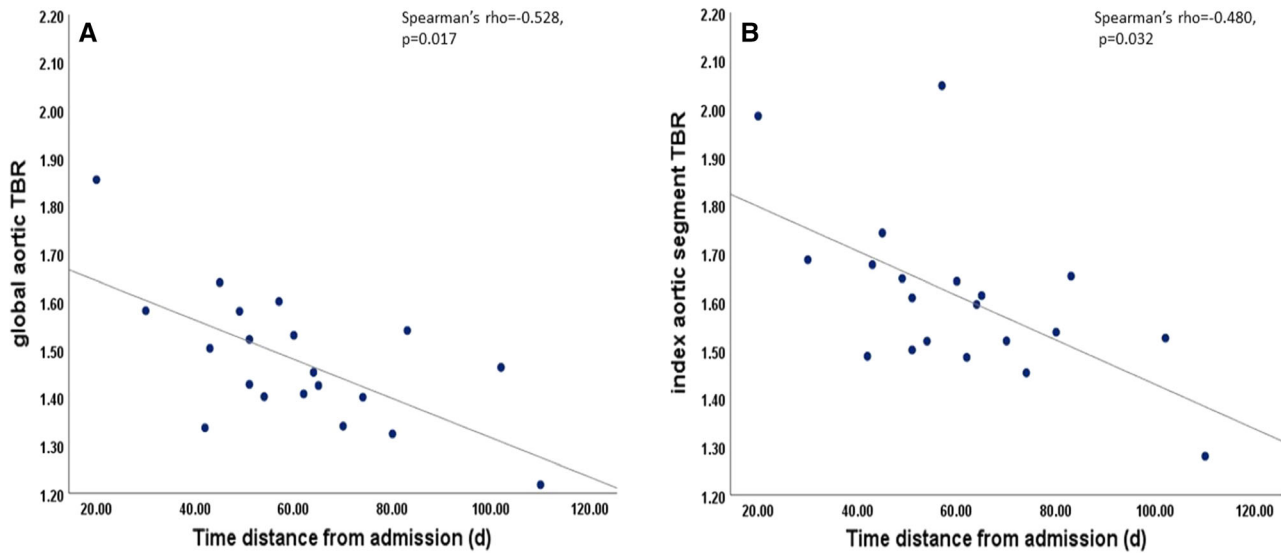 A
Spearman's rho=-0.528,
p=0.017
global aortic TBR
2.20
2.10
2.00
1.90
1.80
1.70
1.60
1.50
1.40
1.30
1.20
20.00 40.00 60.00 80.00 100.00 120.00
Time distance from admission (d)
B
Spearman's rho=-0.480,
p=0.032
index aortic segment TBR
2.20
2.10
2.00
1.90
1.80
1.70
1.60
1.50
1.40
1.30
1.20
20.00 40.00 60.00 80.00 100.00 120.00
Time distance from admission (d)